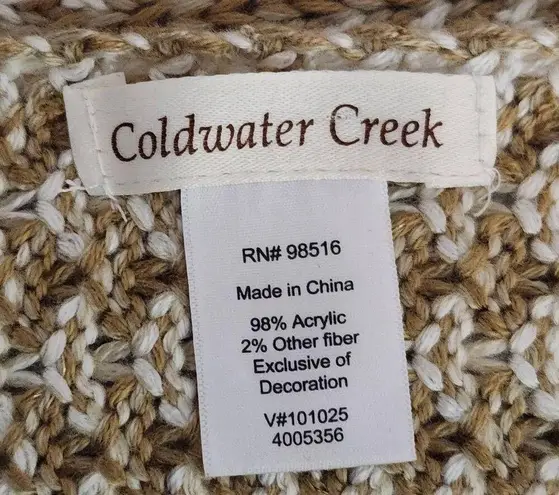 Coldwater Creek
RN# 98516
Made in China
98% Acrylic
2% Other fiber
Exclusive of
Decoration
V#101025
4005356